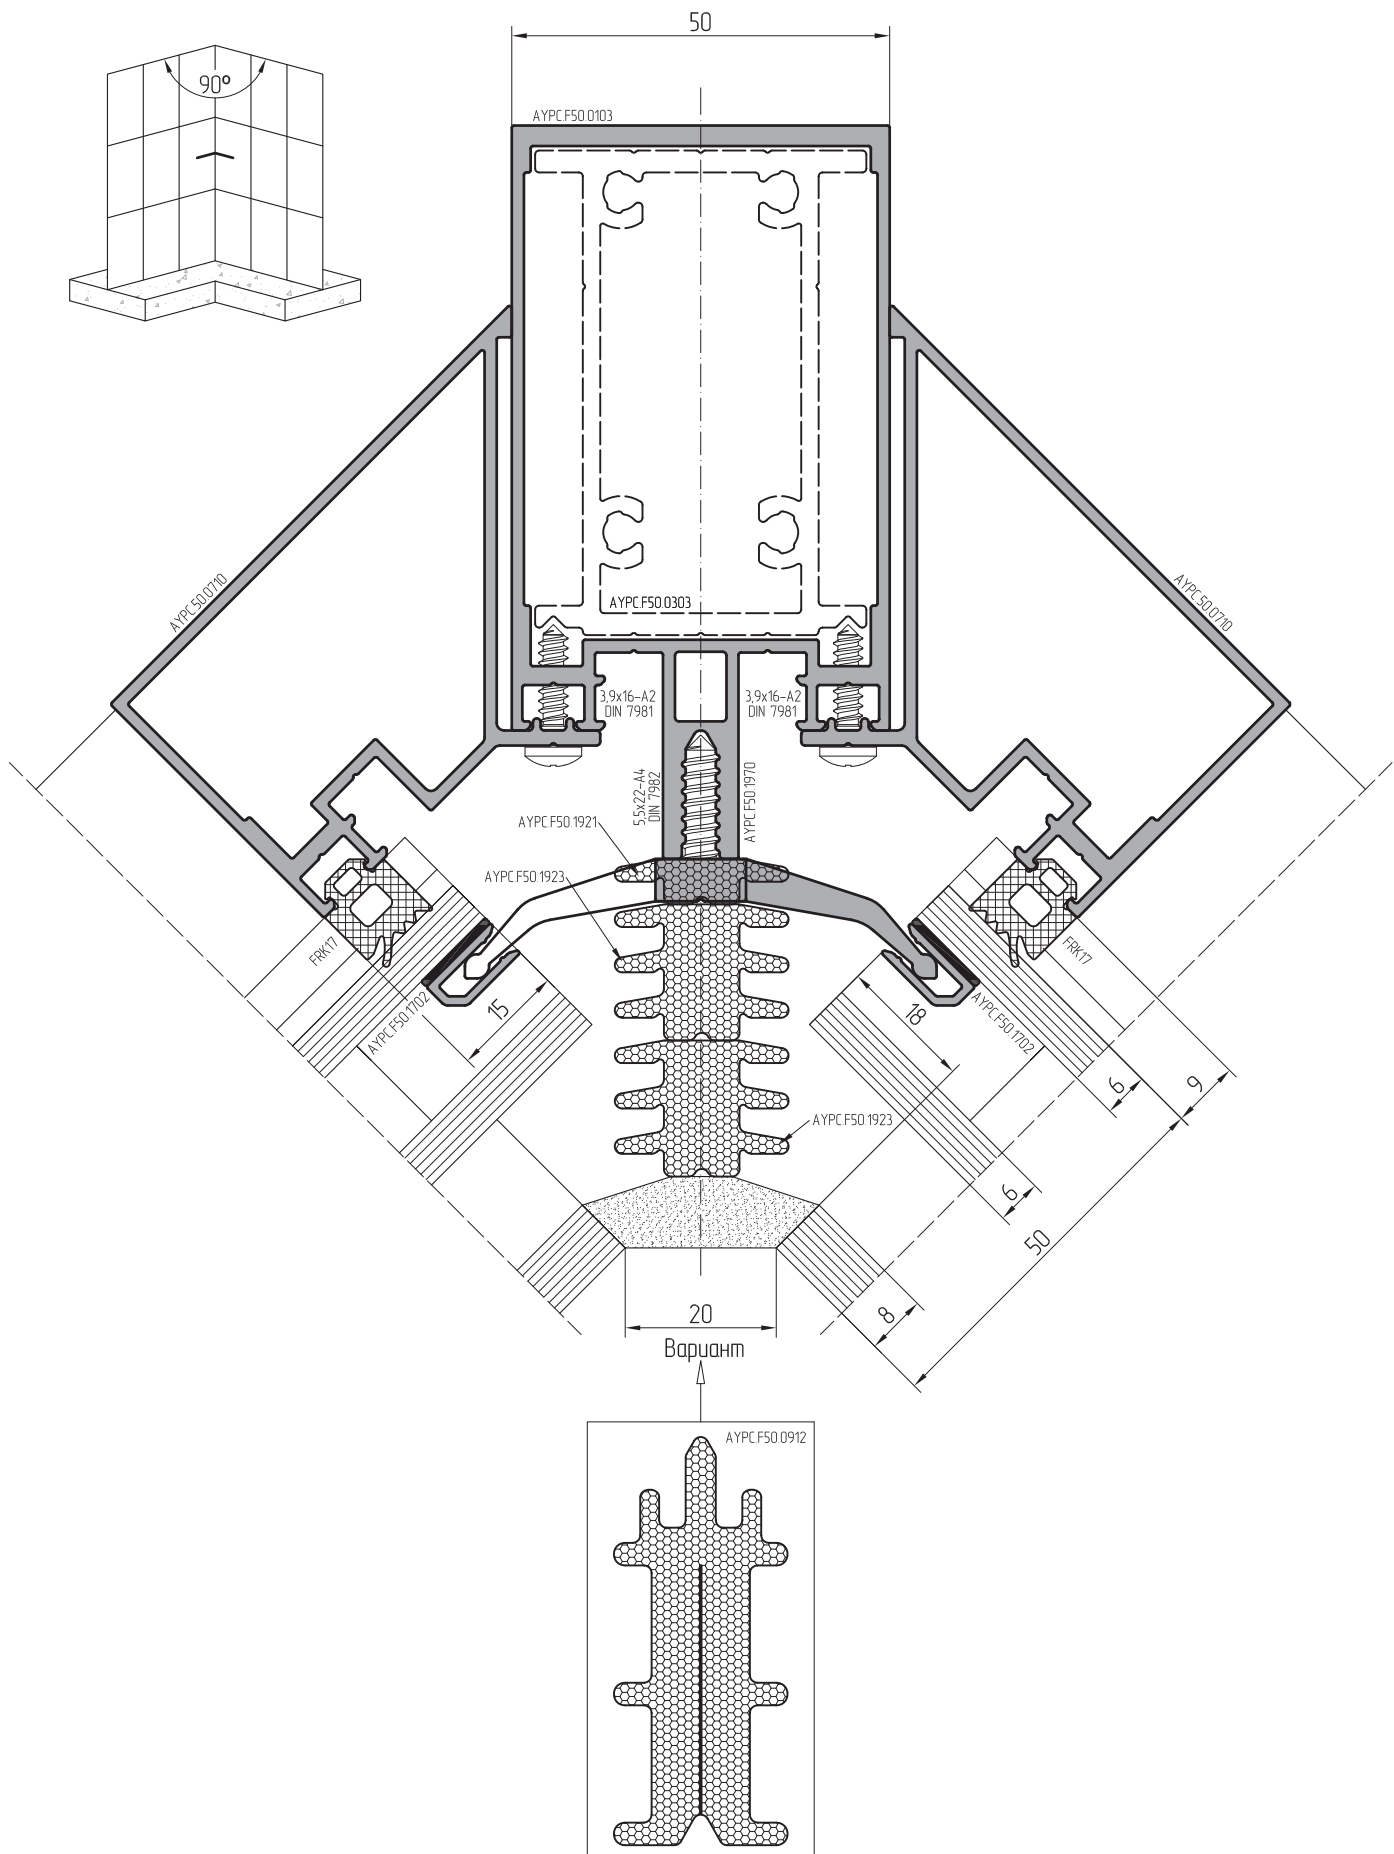 50
90°
AYPC.F50.0103
AYPC.50.0710
AYPC.50.0710
AYPC.F50.0303
3,9x16-A2
DIN 7981
3,9x16-A2
DIN 7981
5,5x22-A4
DIN 7982
AYPC.F50.1970
AYPC.F50.1921
AYPC.F50.1923
FRK17
FRK17
AYPC.F50.1702
AYPC.F50.1702
15
18
6
9
AYPC.F50.1923
6
50
8
20
Вариант
AYPC.F50.0912